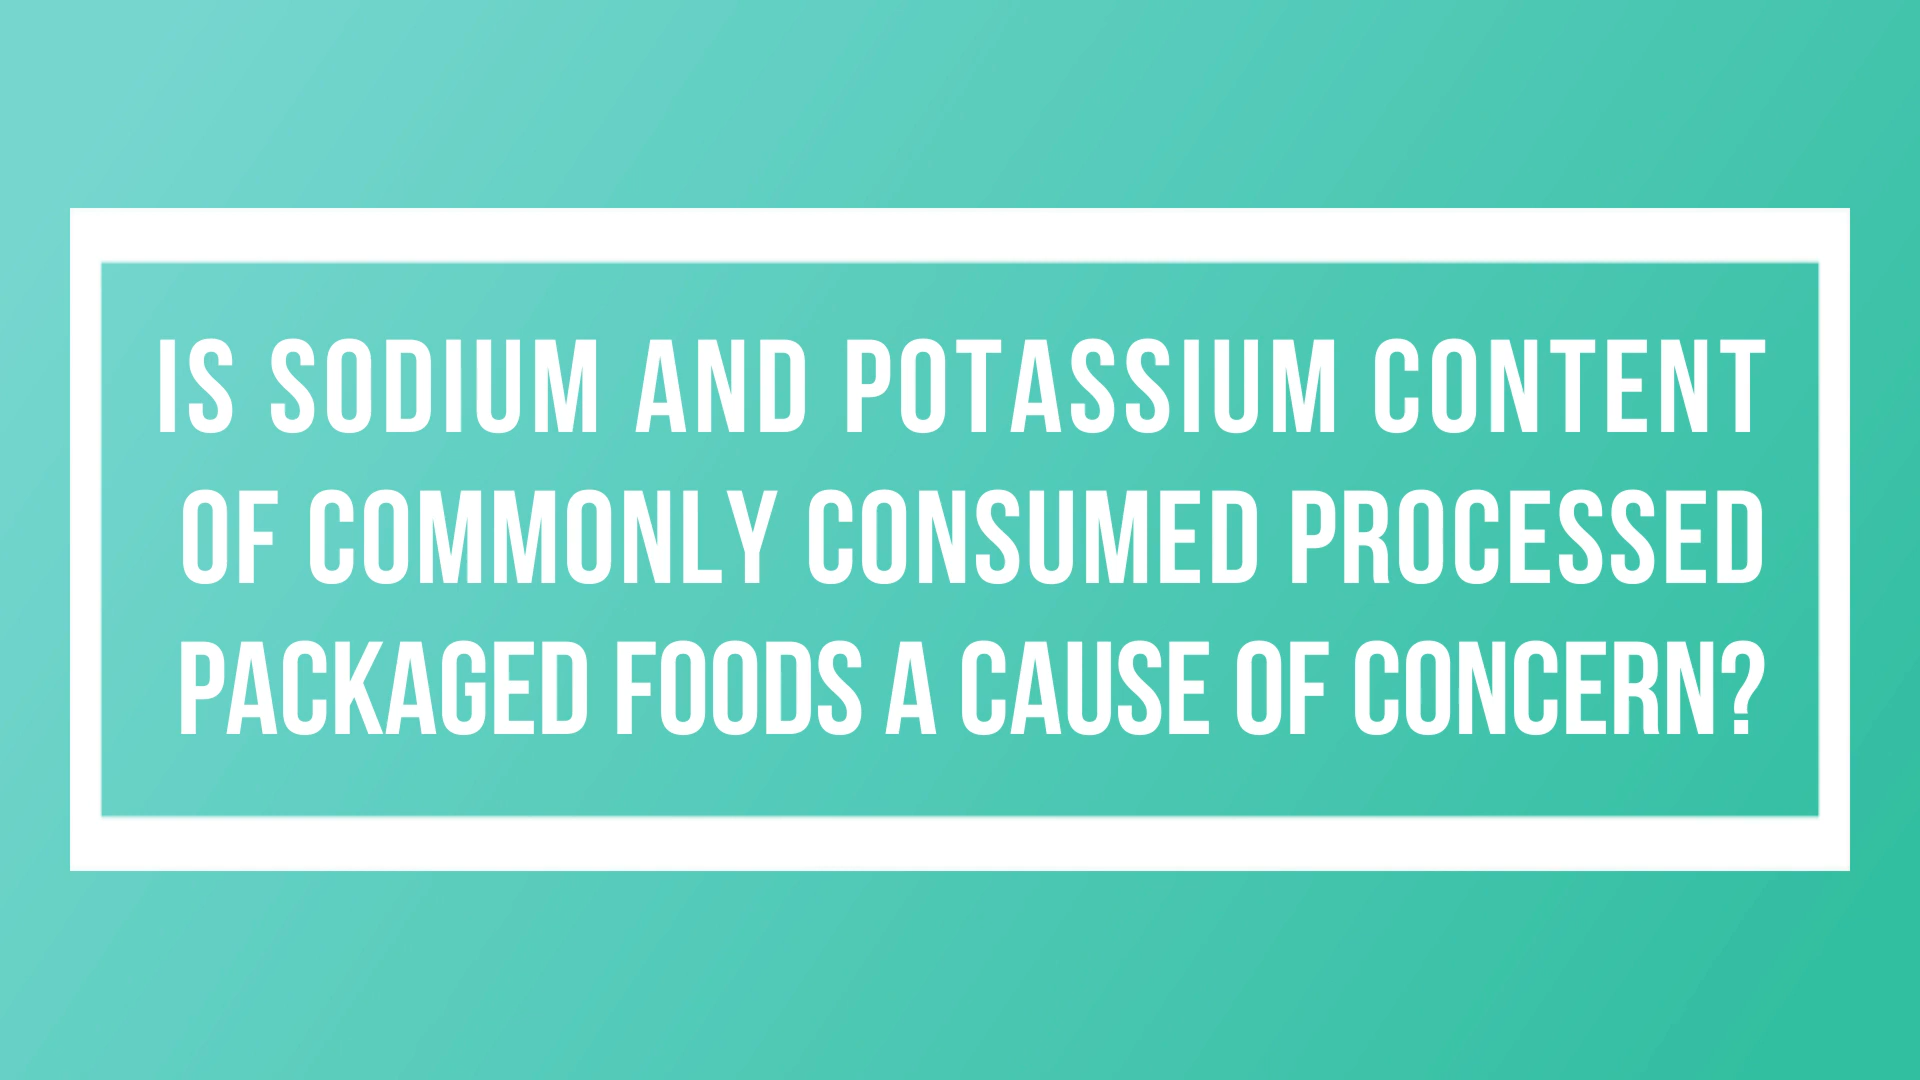 IS SODIUM AND POTASSIUM CONTENT
OF COMMONLY CONSUMED PROCESSED
PACKAGED FOODS A CAUSE OF CONCERN?